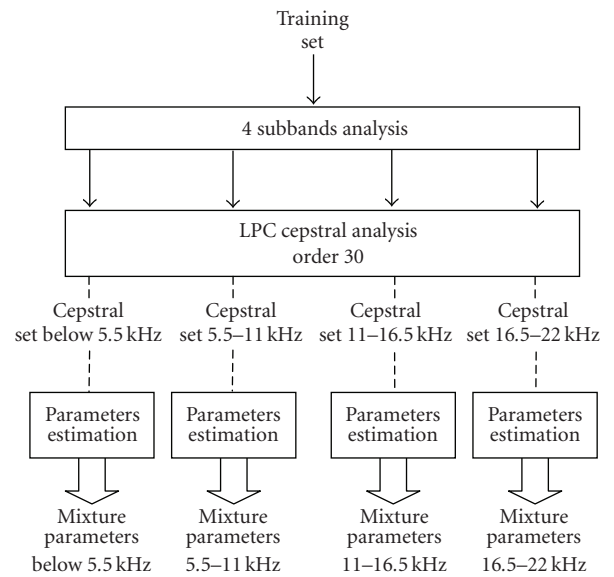 Training
set
4 subbands analysis
LPC cepstral analysis
order 30
Cepstral
set below 5.5 kHz
Cepstral
set 5.5–11 kHz
Cepstral
set 11–16.5 kHz
Cepstral
set 16.5–22 kHz
Parameters
estimation
Parameters
estimation
Parameters
estimation
Parameters
estimation
Mixture
parameters
below 5.5 kHz
Mixture
parameters
5.5–11 kHz
Mixture
parameters
11–16.5 kHz
Mixture
parameters
16.5–22 kHz